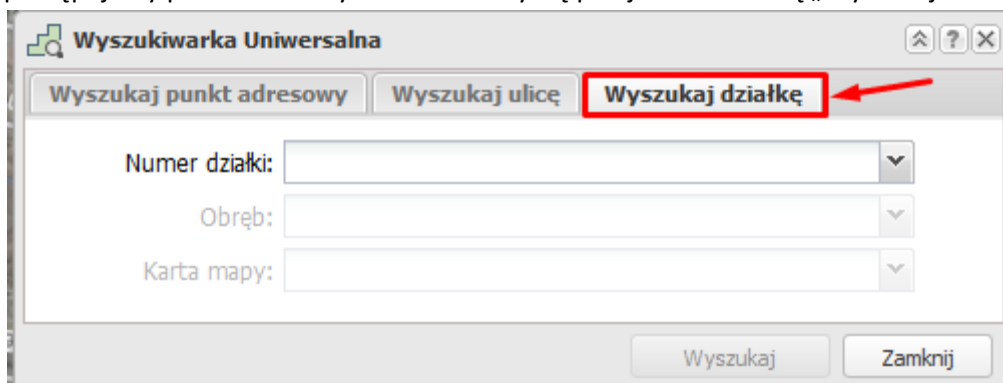 Wyszukiwarka Uniwersalna
Wyszukaj punkt adresowy Wyszukaj ulicę Wyszukaj działkę
Numer działki:
Obręb:
Karta mapy:
Wyszukaj Zamknij